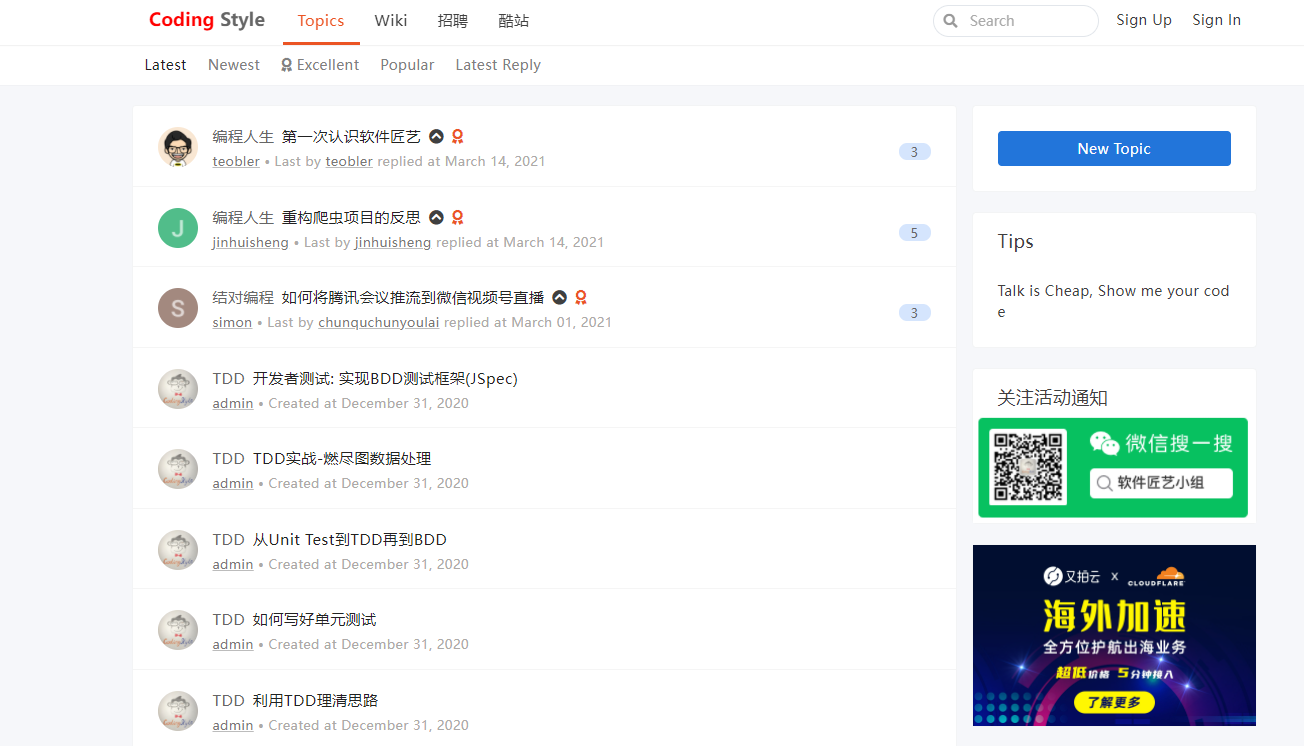 Coding Style Topics Wiki 招聘 酷站 Search Sign Up Sign In
Latest Newest Excellent Popular Latest Reply
编程人生 第一次认识软件匠艺
teobler • Last by teobler replied at March 14, 2021
3
J
编程人生 重构爬虫项目的反思
jinhuisheng • Last by jinhuisheng replied at March 14, 2021
5
S
结对编程 如何将腾讯会议推流到微信视频号直播
simon • Last by chunquchunyoulai replied at March 01, 2021
3
TDD 开发者测试: 实现BDD测试框架(JSpec)
admin • Created at December 31, 2020
TDD TDD实战-燃尽图数据处理
admin • Created at December 31, 2020
TDD 从Unit Test到TDD再到BDD
admin • Created at December 31, 2020
TDD 如何写好单元测试
admin • Created at December 31, 2020
TDD 利用TDD理清思路
admin • Created at December 31, 2020
New Topic
Tips
Talk is Cheap, Show me your cod
e
关注活动通知
微信搜一搜
软件匠艺小组
又拍云 X CLOUDFLARE
海外加速
全方位护航出海业务
超低价格 5分钟接入
了解更多